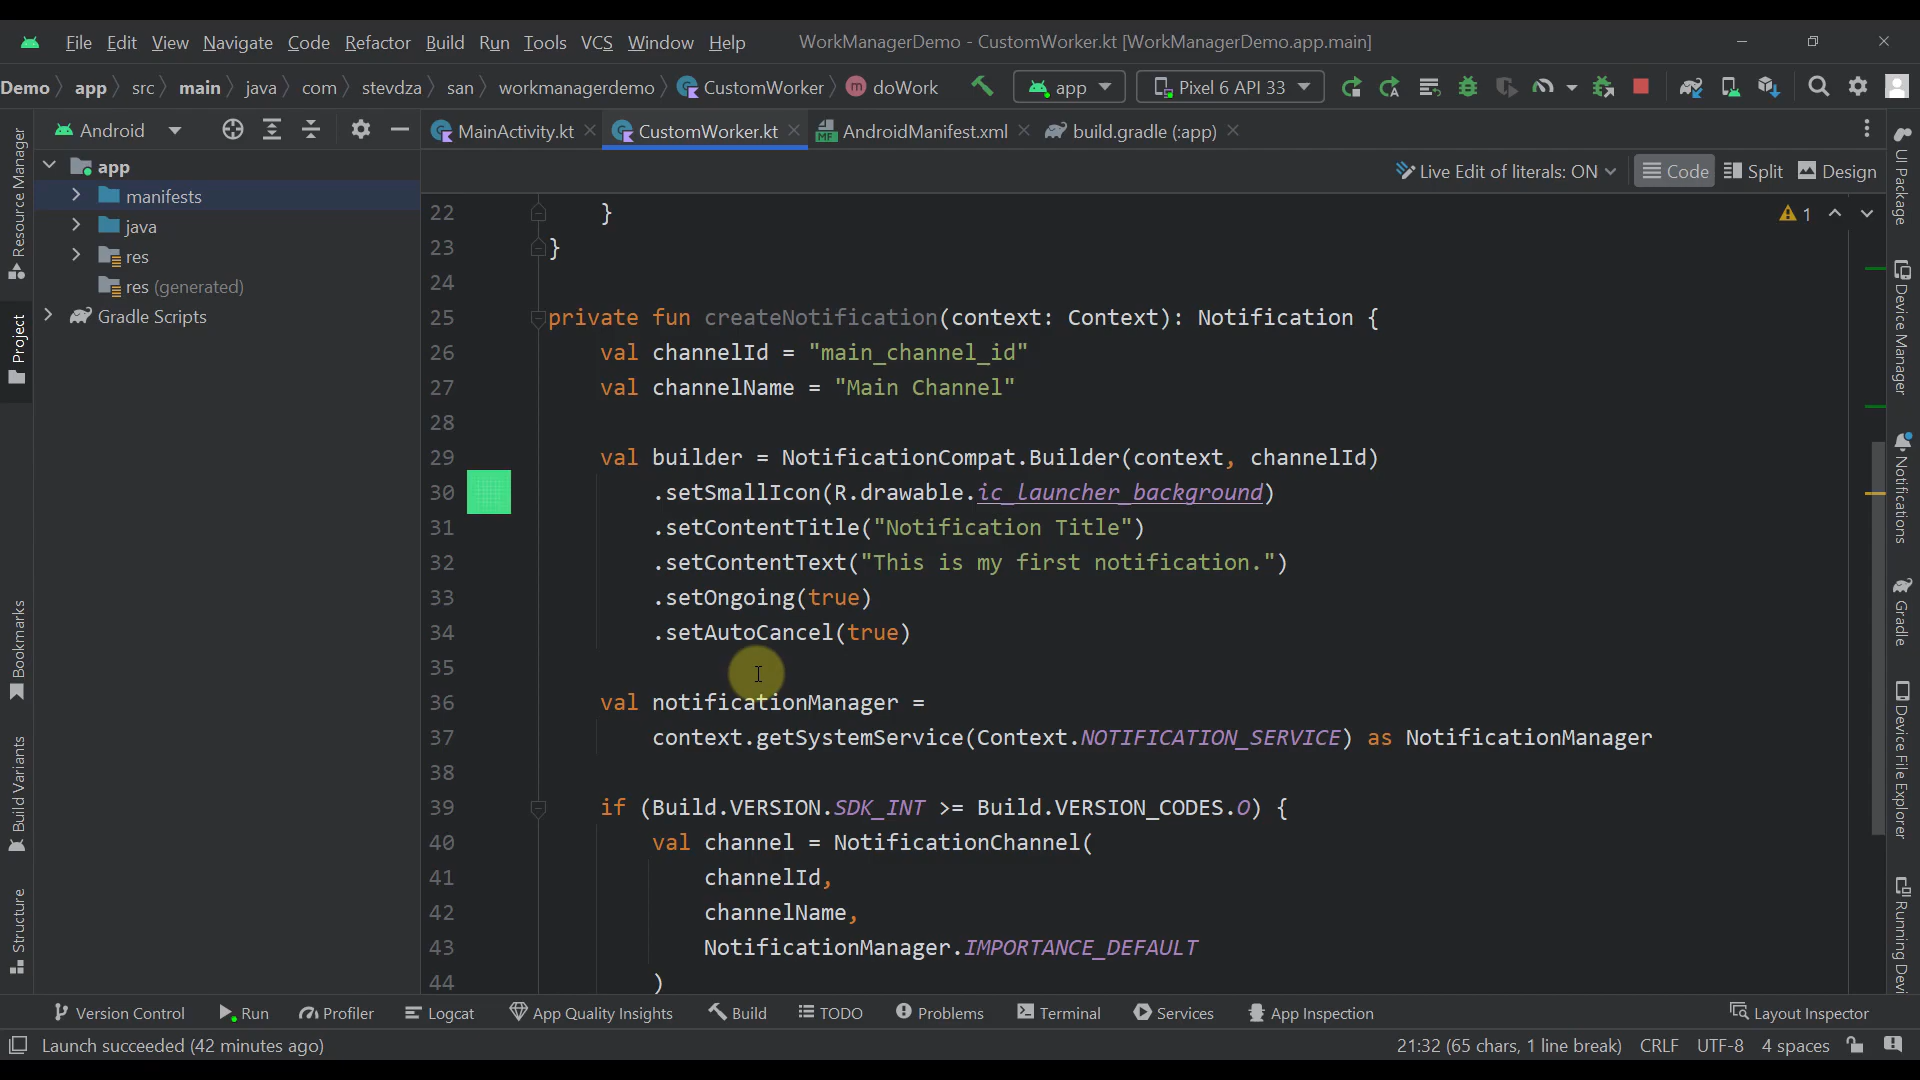 File Edit View Navigate Code Refactor Build Run Tools VCS Window Help WorkManagerDemo - CustomWorker.kt [WorkManagerDemo.app.main]
Demo app src main java com stevdza san workmanagerdemo CustomWorker doWork app Pixel 6 API 33
Android MainActivity.kt CustomWorker.kt AndroidManifest.xml build.gradle (:app)
Live Edit of literals: ON Code Split Design
app
manifests
java
res
res (generated)
Gradle Scripts
Resource Manager
Project
Bookmarks
Build Variants
Structure
1
22 }
23 }
24
25 private fun createNotification(context: Context): Notification {
26 val channelId = "main_channel_id"
27 val channelName = "Main Channel"
28
29 val builder = NotificationCompat.Builder(context, channelId)
30 .setSmallIcon(R.drawable.ic_launcher_background)
31 .setContentTitle("Notification Title")
32 .setContentText("This is my first notification.")
33 .setOngoing(true)
34 .setAutoCancel(true)
35
36 val notificationManager =
37 context.getSystemService(Context.NOTIFICATION_SERVICE) as NotificationManager
38
39 if (Build.VERSION.SDK_INT >= Build.VERSION_CODES.O) {
40 val channel = NotificationChannel(
41 channelId,
42 channelName,
43 NotificationManager.IMPORTANCE_DEFAULT
44 )
UI Package
Device Manager
Notifications
Gradle
Device File Explorer
Running Devi
Version Control Run Profiler Logcat App Quality Insights Build TODO Problems Terminal Services App Inspection Layout Inspector
Launch succeeded (42 minutes ago) 21:32 (65 chars, 1 line break) CRLF UTF-8 4 spaces